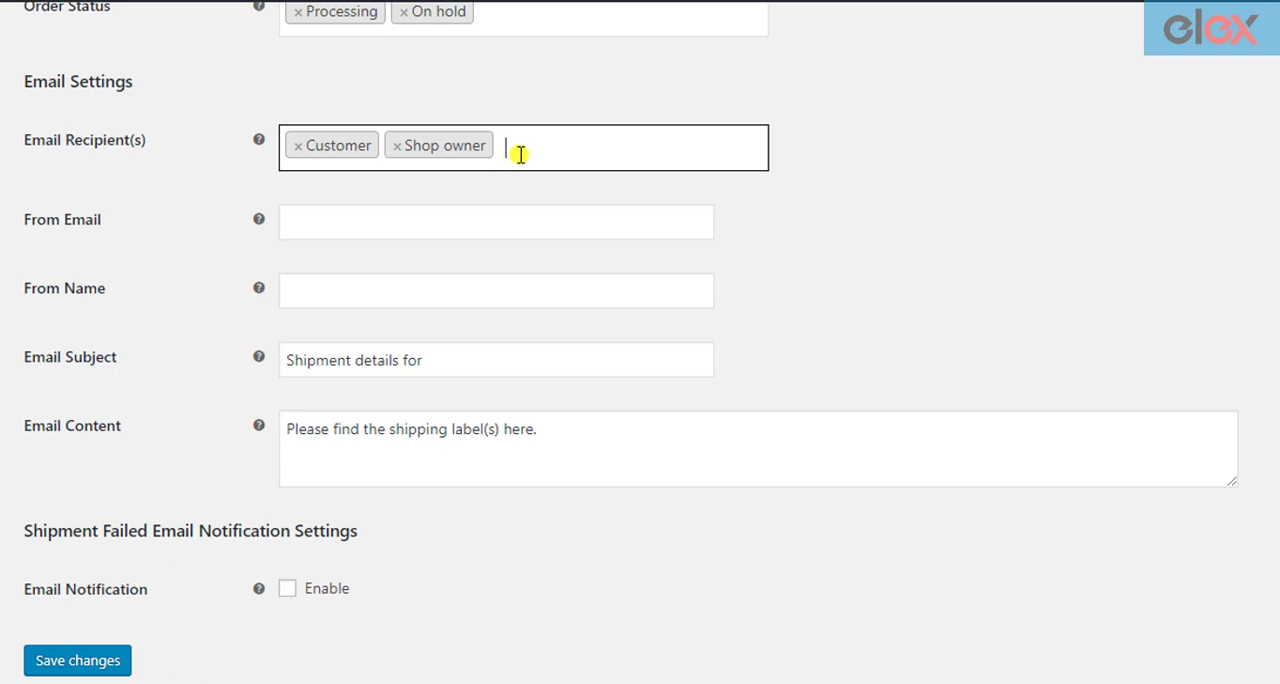 Order Status
× Processing × On hold
elex
Email Settings
Email Recipient(s)
× Customer × Shop owner
From Email
From Name
Email Subject
Shipment details for
Email Content
Please find the shipping label(s) here.
Shipment Failed Email Notification Settings
Email Notification
Enable
Save changes